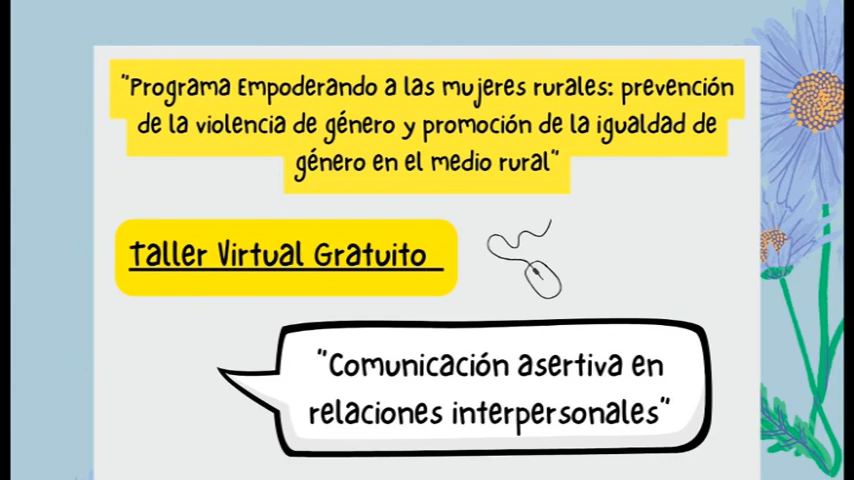 "Programa Empoderando a las mujeres rurales: prevención
de la violencia de género y promoción de la igualdad de
género en el medio rural"
Taller Virtual Gratuito
"Comunicación asertiva en
relaciones interpersonales"